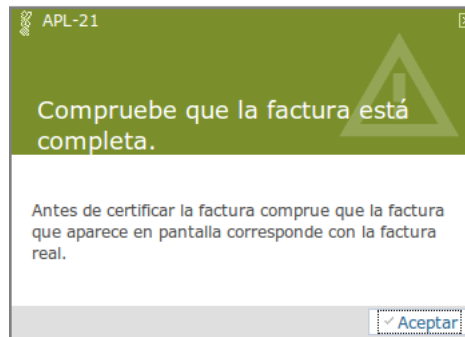 APL-21
Compruebe que la factura está
completa.
Antes de certificar la factura comprue que la factura
que aparece en pantalla corresponde con la factura
real.
Aceptar